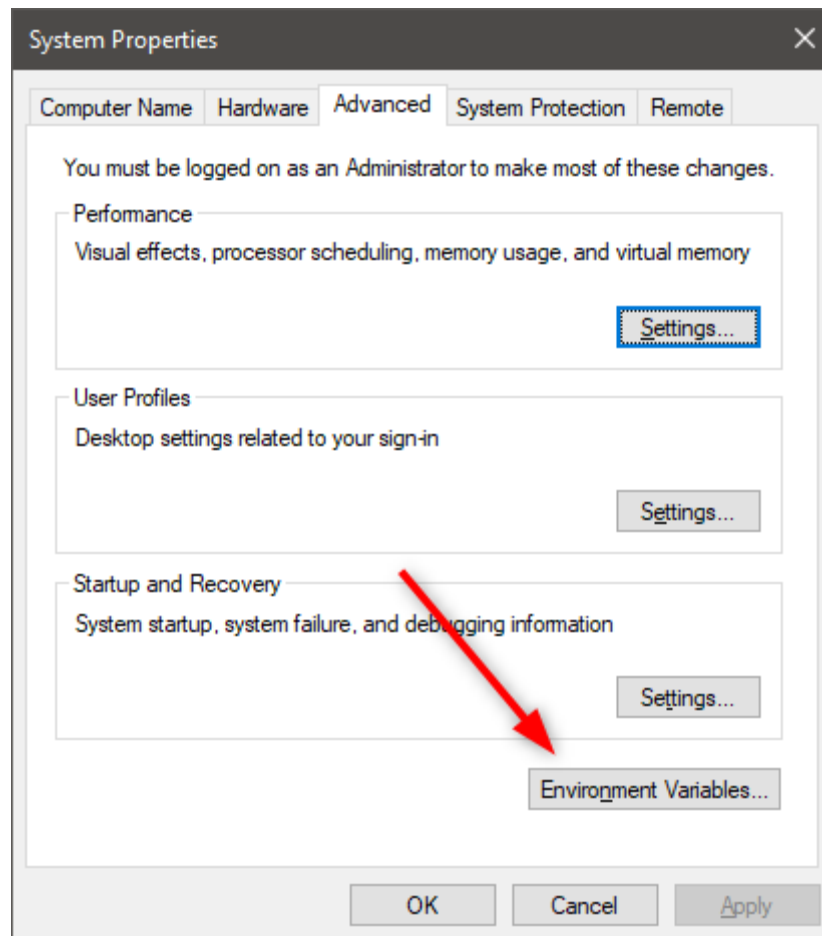 System Properties
Computer Name Hardware Advanced System Protection Remote
You must be logged on as an Administrator to make most of these changes.
Performance
Visual effects, processor scheduling, memory usage, and virtual memory
Settings...
User Profiles
Desktop settings related to your sign-in
Settings...
Startup and Recovery
System startup, system failure, and debugging information
Settings...
Environment Variables...
OK Cancel Apply